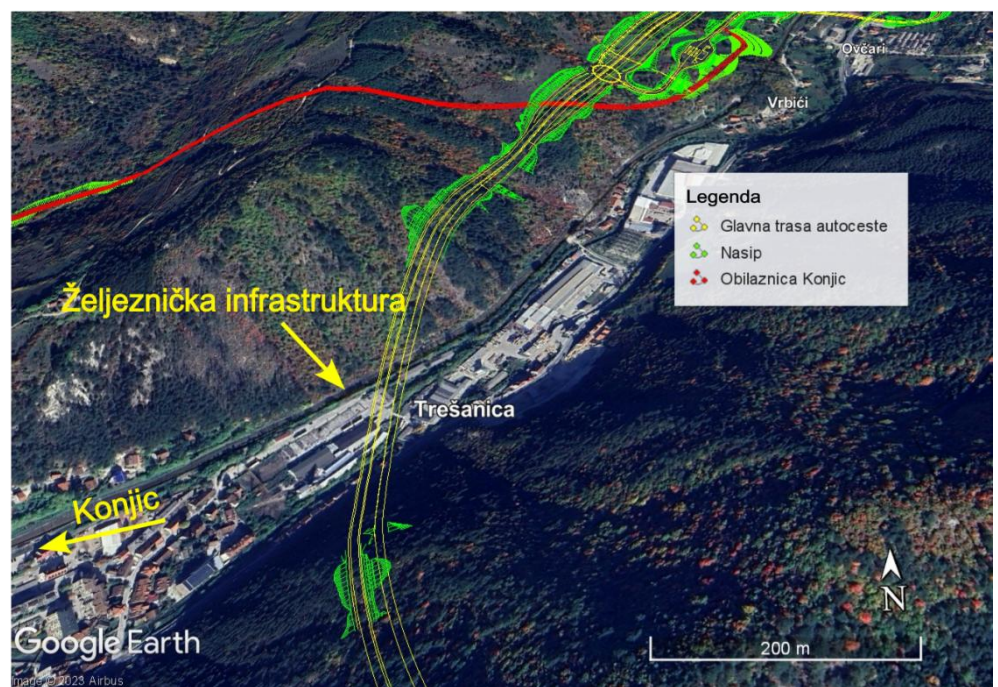 Ovčari
Vrbići
Legenda
Glavna trasa autoceste
Nasip
Obilaznica Konjic
Željeznička infrastruktura
Trešanica
Konjic
N
200 m
Google Earth
Image © 2023 Airbus